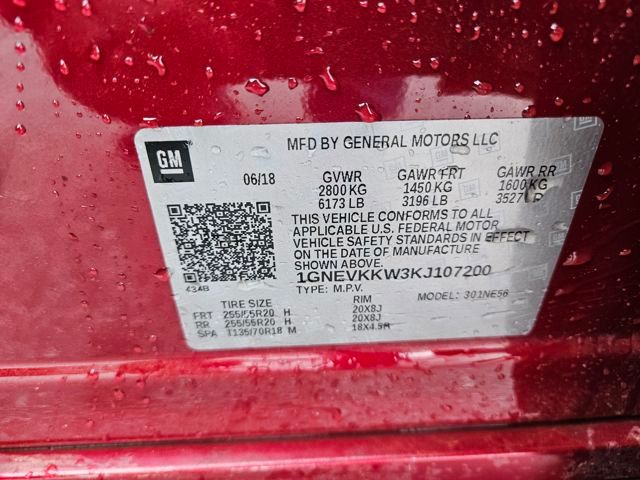 GM
MFD BY GENERAL MOTORS LLC
06/18 GVWR GAWR FRT GAWR RR
2800 KG 1450 KG 1600 KG
6173 LB 3196 LB 3527
THIS VEHICLE CONFORMS TO ALL
APPLICABLE U.S. FEDERAL MOTOR
VEHICLE SAFETY STANDARDS IN EFFECT
ON THE DATE OF MANUFACTURE
SHOWN ABOVE.
1GNEVKKW3KJ107200
434B
TYPE: M.P.V. MODEL: 301NE56
TIRE SIZE RIM
FRT 255/55R20 H 20X8J
RR 255/55R20 H 20X8J
SPA T135/70R18 M 18X4.5